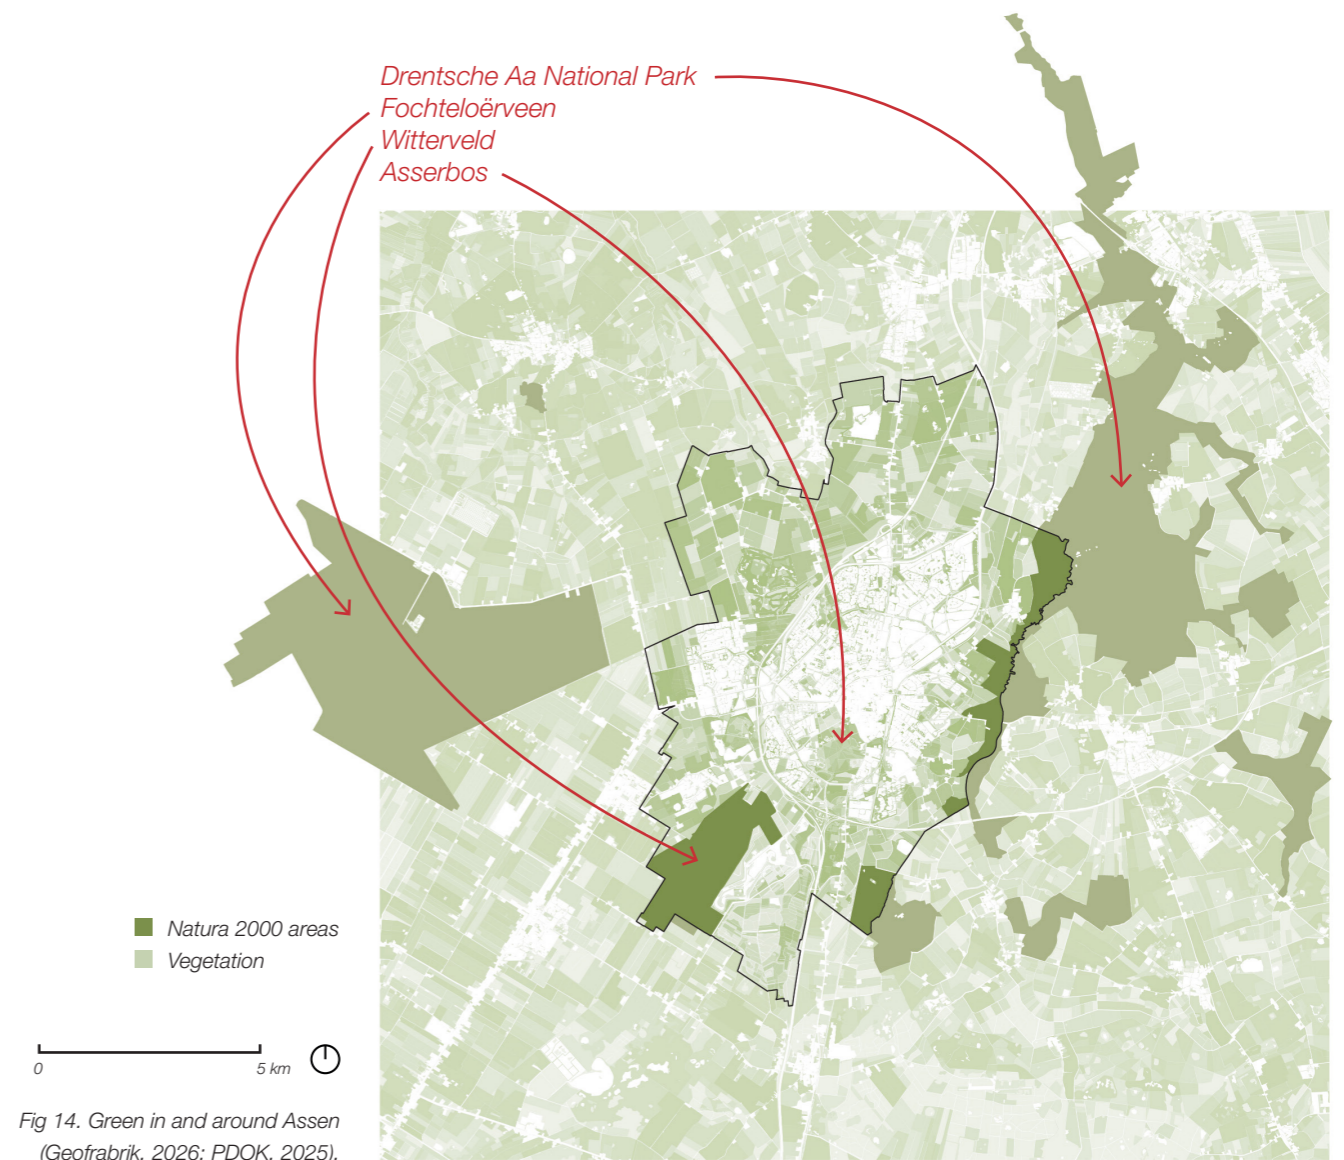 Drentsche Aa National Park
Fochteloërveen
Witterveld
Asserbos
Natura 2000 areas
Vegetation
0 5 km
Fig 14. Green in and around Assen
(Geofrabrik, 2026; PDOK, 2025).